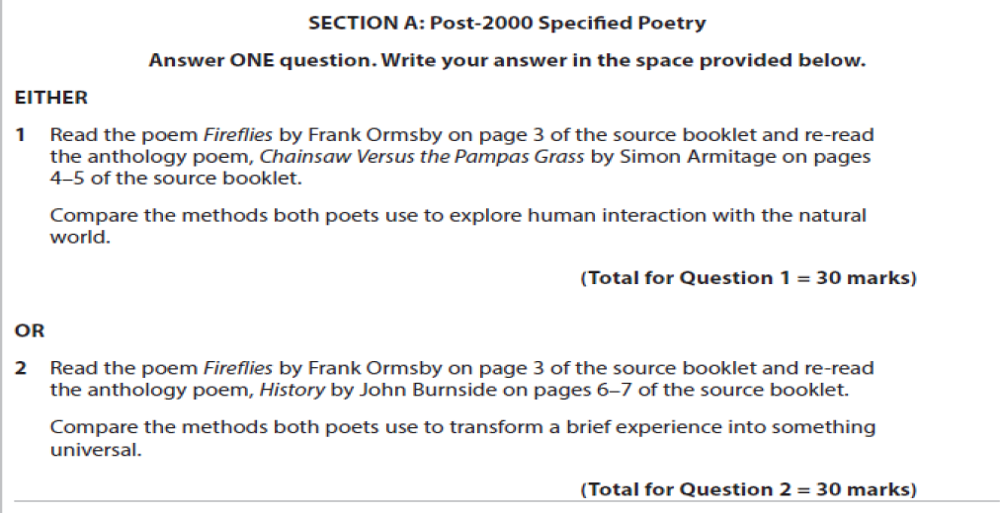 SECTION A: Post-2000 Specified Poetry
Answer ONE question. Write your answer in the space provided below.
EITHER
1 Read the poem Fireflies by Frank Ormsby on page 3 of the source booklet and re-read
the anthology poem, Chainsaw Versus the Pampas Grass by Simon Armitage on pages
4–5 of the source booklet.
Compare the methods both poets use to explore human interaction with the natural
world.
(Total for Question 1 = 30 marks)
OR
2 Read the poem Fireflies by Frank Ormsby on page 3 of the source booklet and re-read
the anthology poem, History by John Burnside on pages 6–7 of the source booklet.
Compare the methods both poets use to transform a brief experience into something
universal.
(Total for Question 2 = 30 marks)